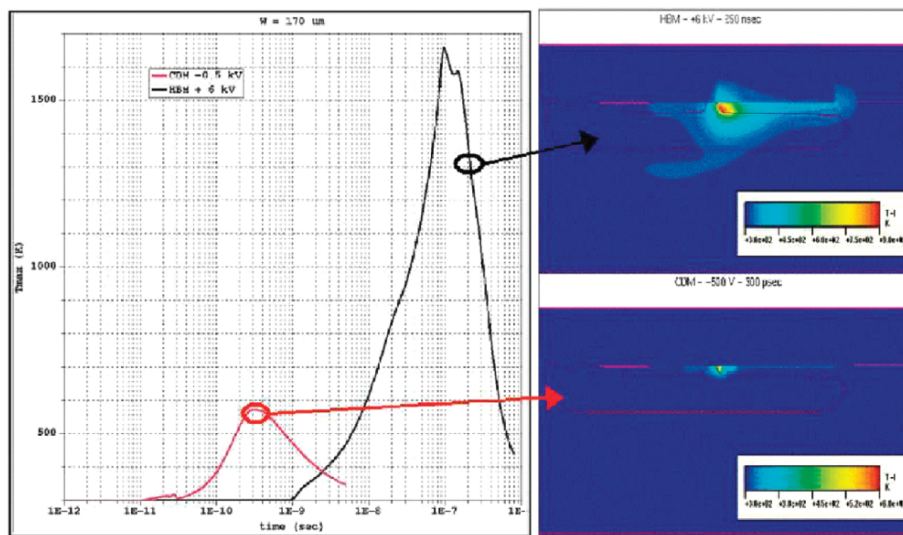 W = 170 um
CDM -0.5 kV
HBM + 6 kV
1500
1000
500
Tmax (K)
1E-12
1E-11
1E-10
1E-9
1E-8
1E-7
1E-
time (sec)
HBM - +6 kV - 250 nsec
K
CDM - -500 V - 300 psec
K